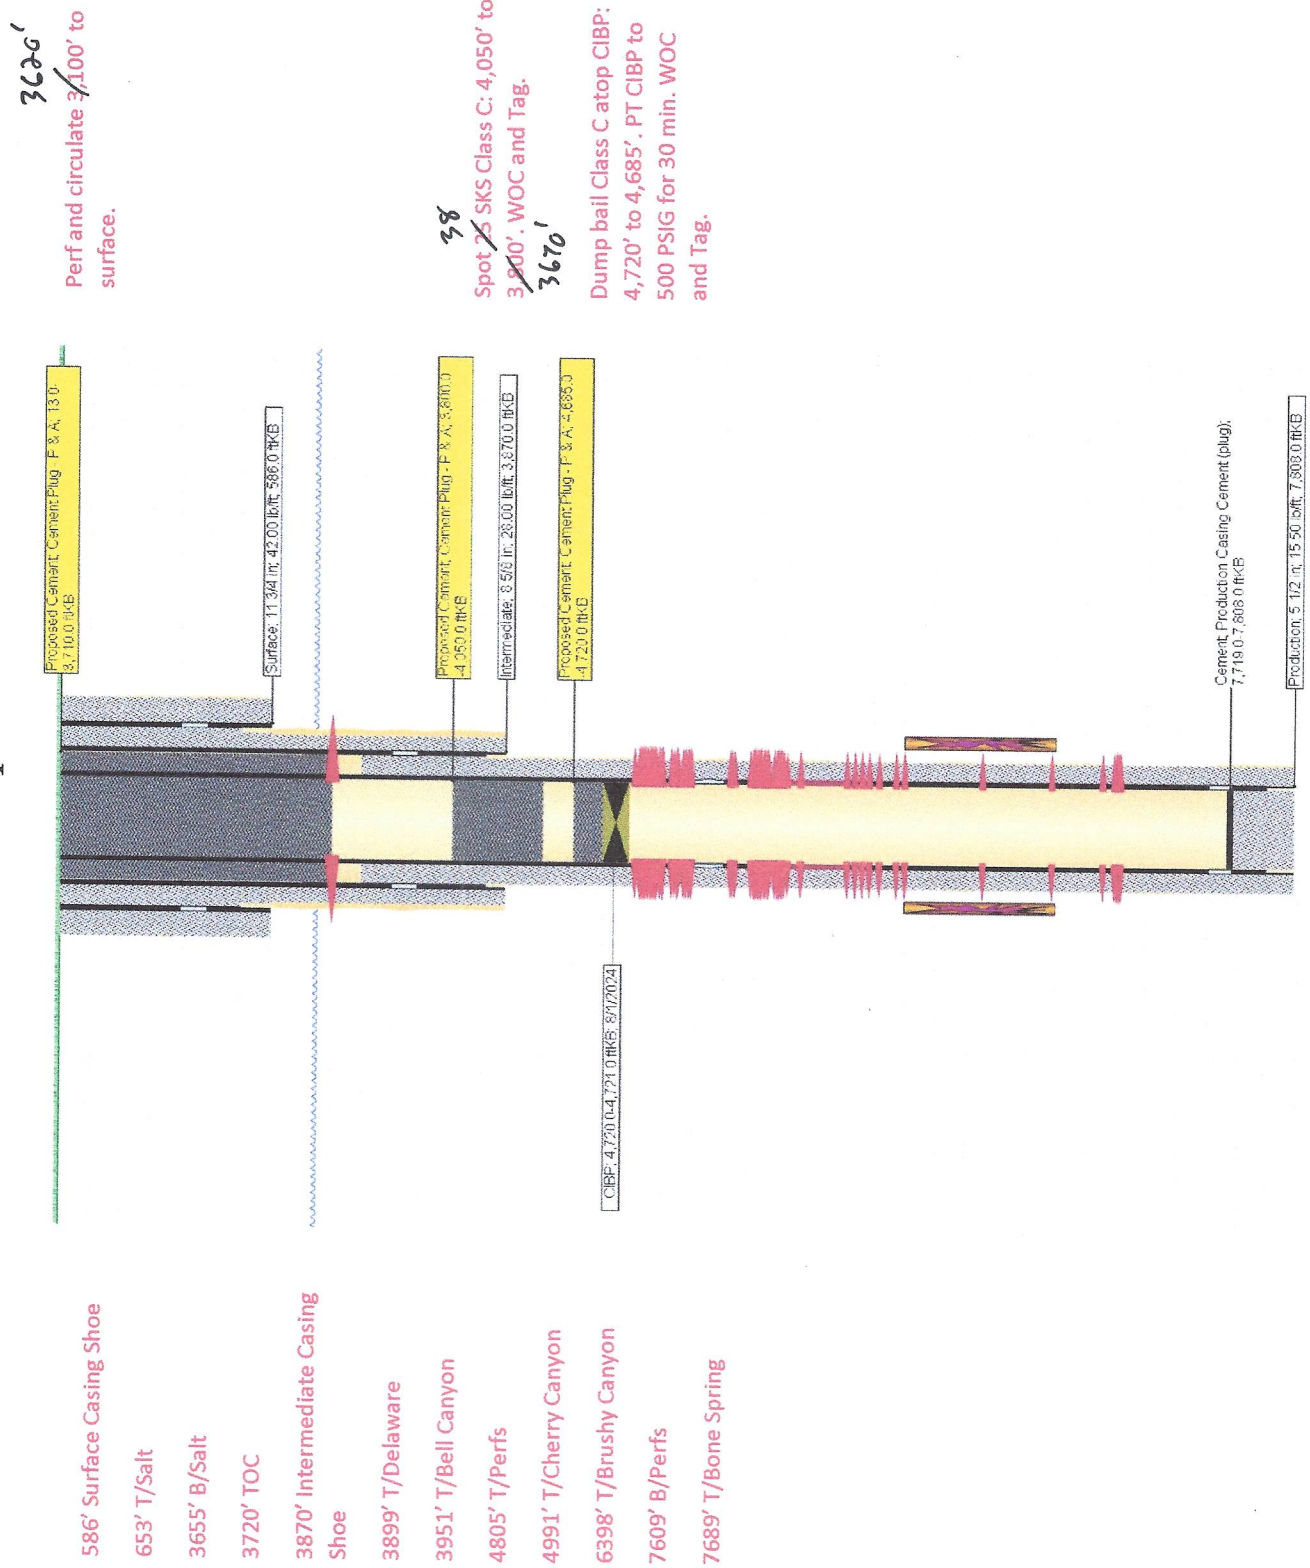 3620'
Perf and circulate 3,100' to
surface.
38
Spot 25 SKS Class C: 4,050' to
3,800'. WOC and Tag.
3670'
Dump bail Class C atop CIBP:
4,720' to 4,685'. PT CIBP to
500 PSIG for 30 min. WOC
and Tag.
Proposed Cement; Cement Plug - P & A; 13.0-
3,710.0 ftKB
Surface; 11 3/4 in; 42.00 lb/ft; 586.0 ftKB
Proposed Cement; Cement Plug - P & A; 3,800.0
-4,050.0 ftKB
Intermediate; 8 5/8 in; 28.00 lb/ft; 3,870.0 ftKB
Proposed Cement; Cement Plug - P & A; 4,685.0
-4,720.0 ftKB
Cement; Production Casing Cement (plug);
7,719.0-7,808.0 ftKB
Production; 5 1/2 in; 15.50 lb/ft; 7,808.0 ftKB
CIBP; 4,720.0-4,721.0 ftKB; 8/1/2024
586' Surface Casing Shoe
653' T/Salt
3655' B/Salt
3720' TOC
3870' Intermediate Casing
Shoe
3899' T/Delaware
3951' T/Bell Canyon
4805' T/Perfs
4991' T/Cherry Canyon
6398' T/Brushy Canyon
7609' B/Perfs
7689' T/Bone Spring